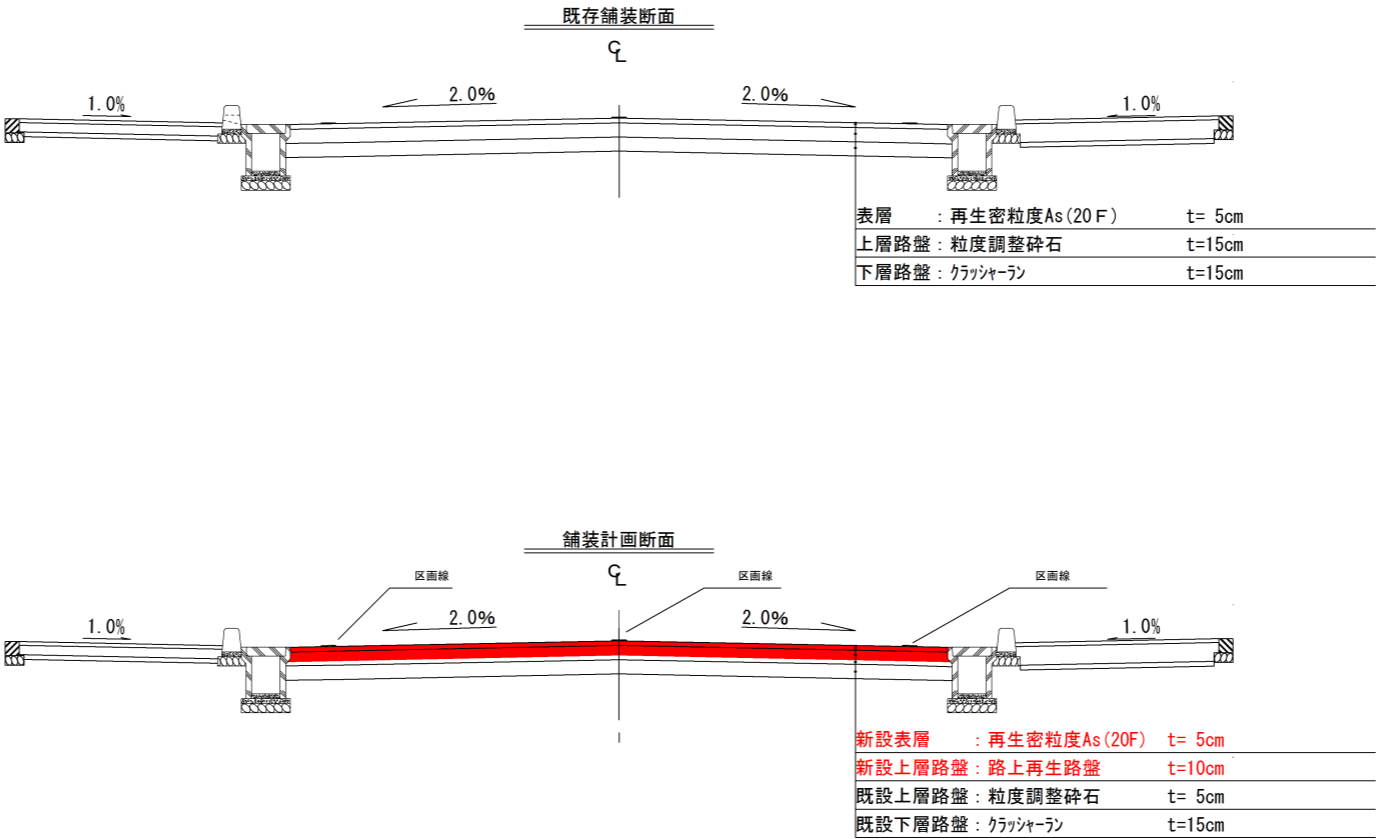 既存舗装断面
℄
1.0%
2.0%
2.0%
1.0%
表層 : 再生密粒度As(20F) t= 5cm
上層路盤 : 粒度調整砕石 t=15cm
下層路盤 : クラッシャーラン t=15cm
舗装計画断面
℄
区画線
区画線
区画線
1.0%
2.0%
2.0%
1.0%
新設表層 : 再生密粒度As(20F) t= 5cm
新設上層路盤 : 路上再生路盤 t=10cm
既設上層路盤 : 粒度調整砕石 t= 5cm
既設下層路盤 : クラッシャーラン t=15cm